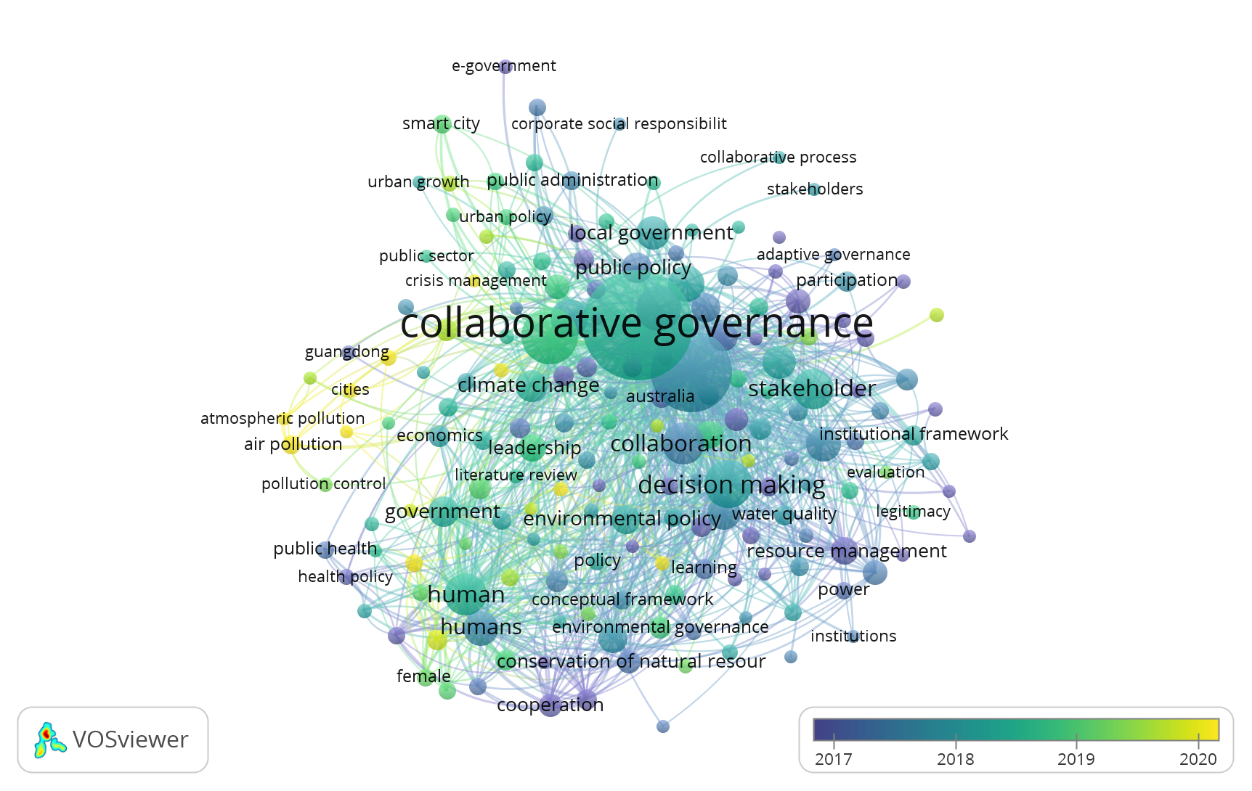 e-government
smart city
corporate social responsibilit
collaborative process
urban growth
public administration
stakeholders
urban policy
local government
public sector
adaptive governance
public policy
crisis management
participation
collaborative governance
guangdong
climate change
cities
australia
stakeholder
atmospheric pollution
air pollution
economics
leadership
collaboration
institutional framework
literature review
evaluation
pollution control
decision making
government
environmental policy
water quality
legitimacy
public health
resource management
policy
learning
health policy
human
conceptual framework
power
humans
environmental governance
institutions
conservation of natural resour
female
cooperation
VOSviewer
2017
2018
2019
2020